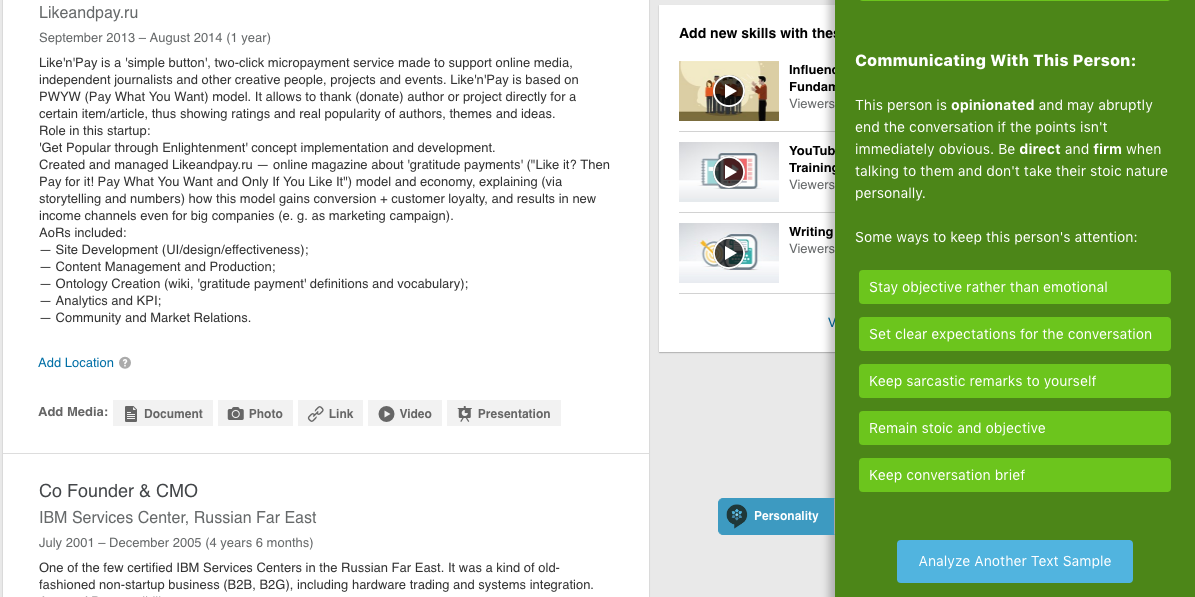 Likeandpay.ru
September 2013 – August 2014 (1 year)
Like'n'Pay is a 'simple button', two-click micropayment service made to support online media,
independent journalists and other creative people, projects and events. Like'n'Pay is based on
PWYW (Pay What You Want) model. It allows to thank (donate) author or project directly for a
certain item/article, thus showing ratings and real popularity of authors, themes and ideas.
Role in this startup:
'Get Popular through Enlightenment' concept implementation and development.
Created and managed Likeandpay.ru — online magazine about 'gratitude payments' ("Like it? Then
Pay for it! Pay What You Want and Only If You Like It") model and economy, explaining (via
storytelling and numbers) how this model gains conversion + customer loyalty, and results in new
income channels even for big companies (e. g. as marketing campaign).
AoRs included:
— Site Development (UI/design/effectiveness);
— Content Management and Production;
— Ontology Creation (wiki, 'gratitude payment' definitions and vocabulary);
— Analytics and KPI;
— Community and Market Relations.
Add Location ?
Add Media: Document Photo Link Video Presentation
Co Founder & CMO
IBM Services Center, Russian Far East
July 2001 – December 2005 (4 years 6 months)
One of the few certified IBM Services Centers in the Russian Far East. It was a kind of old-
fashioned non-startup business (B2B, B2G), including hardware trading and systems integration.
Add new skills with thes
Influenc
Fundam
Viewers
YouTub
Training
Viewers
Writing
Viewers
V
Personality
Communicating With This Person:
This person is opinionated and may abruptly
end the conversation if the points isn't
immediately obvious. Be direct and firm when
talking to them and don't take their stoic nature
personally.
Some ways to keep this person's attention:
Stay objective rather than emotional
Set clear expectations for the conversation
Keep sarcastic remarks to yourself
Remain stoic and objective
Keep conversation brief
Analyze Another Text Sample